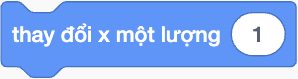 thay đổi x một lượng 1